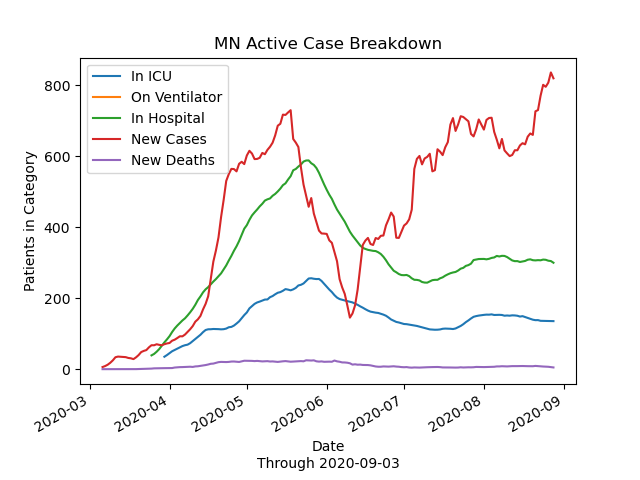 MN Active Case Breakdown
In ICU
On Ventilator
In Hospital
New Cases
New Deaths
Patients in Category
800
600
400
200
0
2020-03
2020-04
2020-05
2020-06
2020-07
2020-08
2020-09
Date
Through 2020-09-03